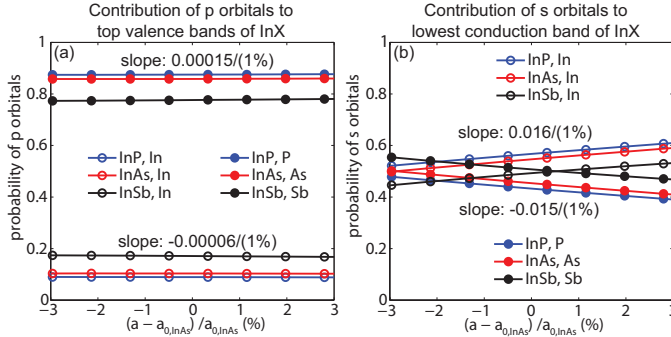 Contribution of p orbitals to
top valence bands of InX
(a)
slope: 0.00015/(1%)
InP, In
InP, P
InAs, In
InAs, As
InSb, In
InSb, Sb
slope: -0.00006/(1%)
probability of p orbitals
1
0.8
0.6
0.4
0.2
0
−3
−2
−1
0
1
2
3
(a − a0,InAs) /a0,InAs (%)
Contribution of s orbitals to
lowest conduction band of InX
(b)
InP, In
InAs, In
InSb, In
slope: 0.016/(1%)
slope: -0.015/(1%)
InP, P
InAs, As
InSb, Sb
probability of s orbitals
1
0.8
0.6
0.4
0.2
0
−3
−2
−1
0
1
2
3
(a − a0,InAs) /a0,InAs (%)